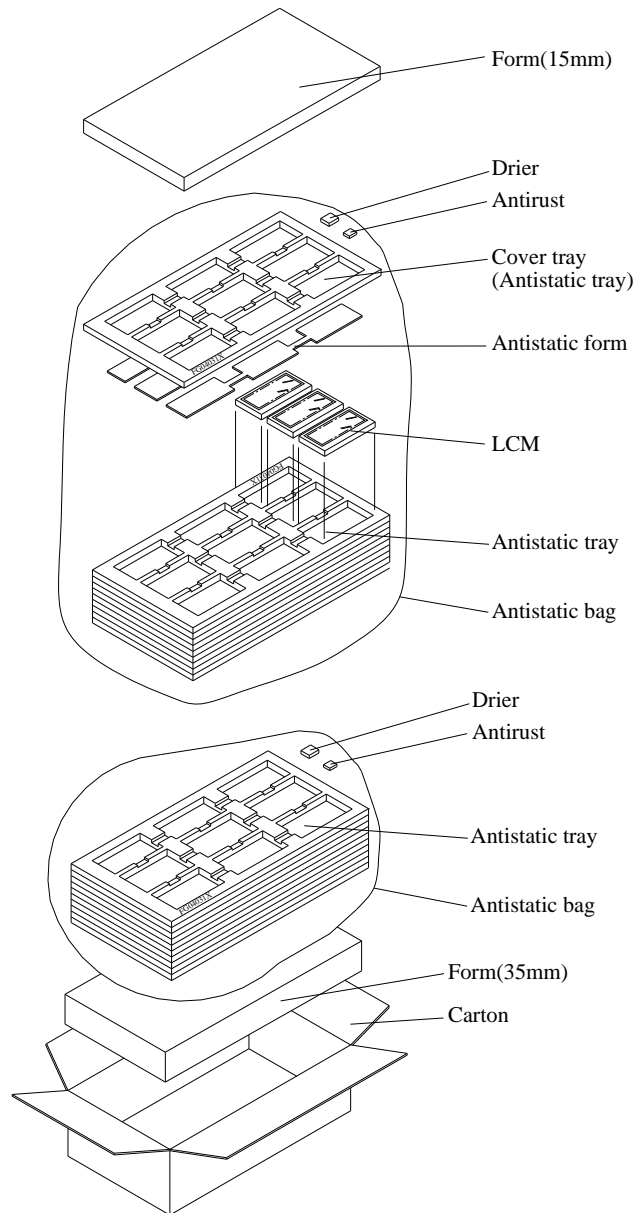 Form(15mm)
Drier
Antirust
Cover tray
(Antistatic tray)
Antistatic form
LCM
Antistatic tray
Antistatic bag
Drier
Antirust
Antistatic tray
Antistatic bag
Form(35mm)
Carton